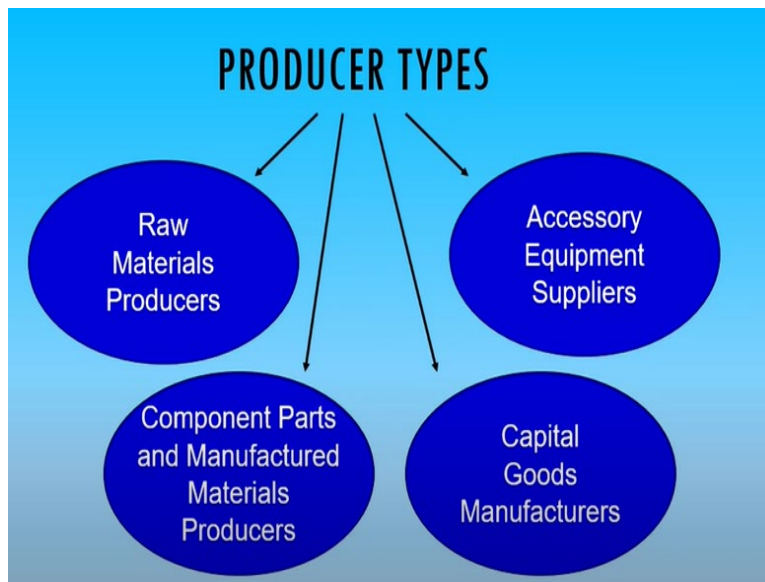 PRODUCER TYPES
Raw
Materials
Producers
Accessory
Equipment
Suppliers
Component Parts
and Manufactured
Materials
Producers
Capital
Goods
Manufacturers